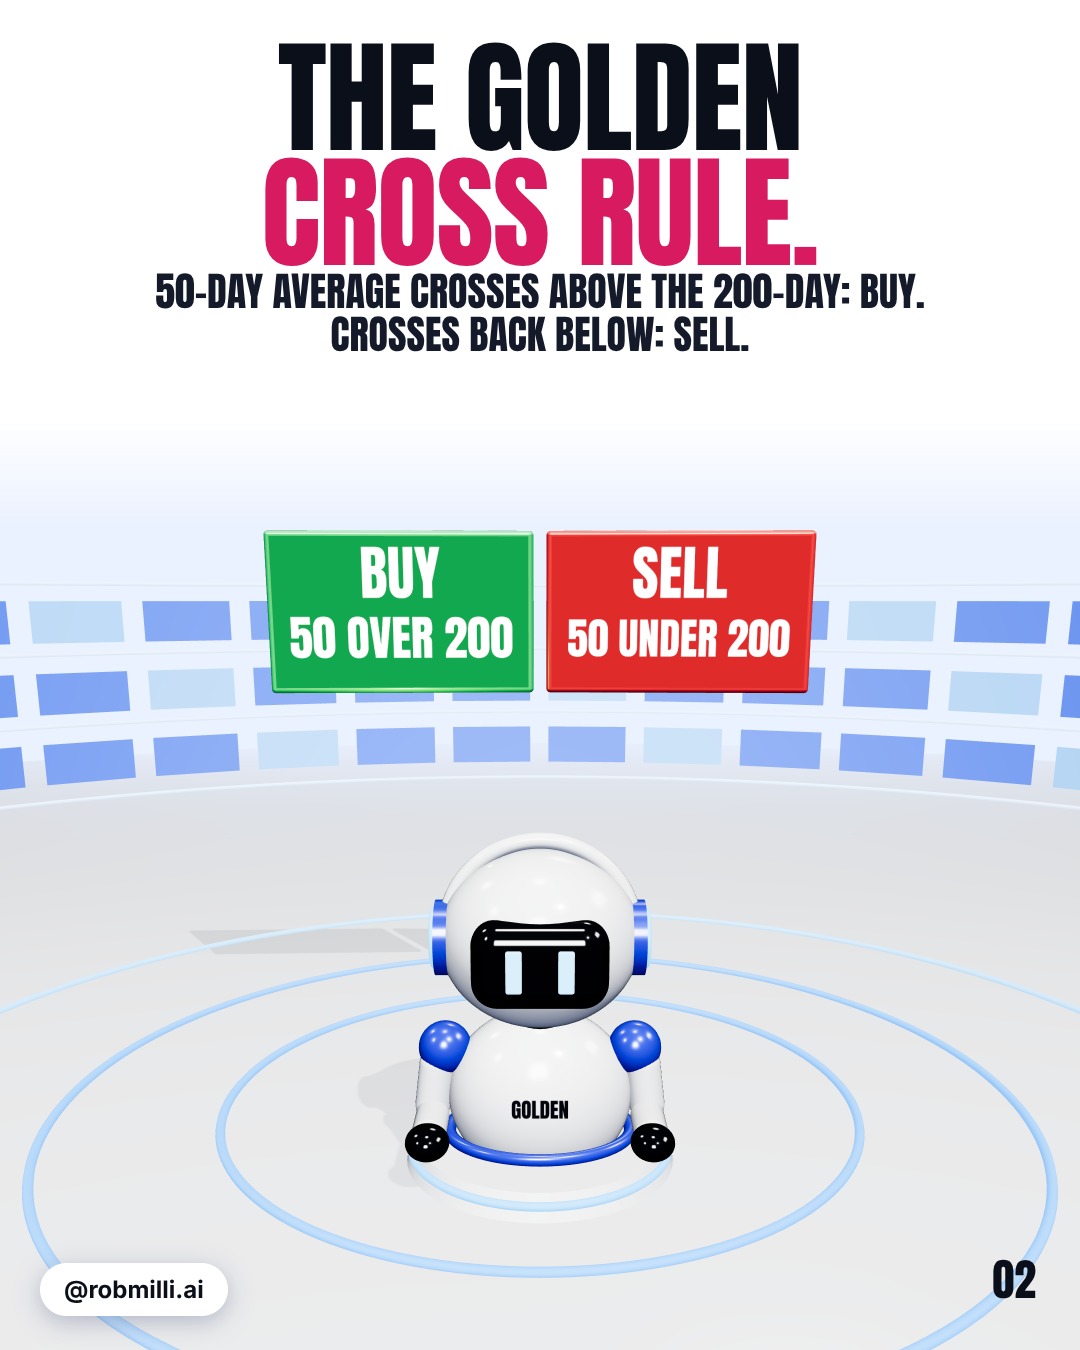 THE GOLDEN
CROSS RULE.
50-DAY AVERAGE CROSSES ABOVE THE 200-DAY: BUY.
CROSSES BACK BELOW: SELL.
BUY
50 OVER 200
SELL
50 UNDER 200
GOLDEN
@robmilli.ai
02